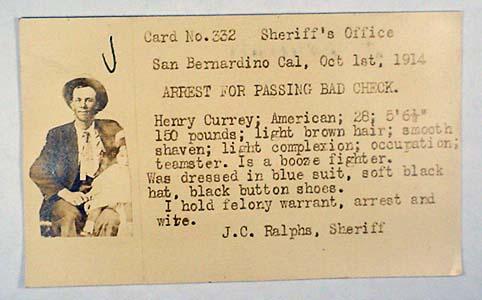 Card No.332 Sheriff's Office
San Bernardino Cal, Oct 1st, 1914
ARREST FOR PASSING BAD CHECK.
Henry Currey; American; 28; 5'6½"
150 pounds; light brown hair; smooth
shaven; light complexion; occupation;
teamster. Is a booze fighter.
Was dressed in blue suit, soft black
hat, black button shoes.
I hold felony warrant, arrest and
wire.
J.C. Ralphs, Sheriff